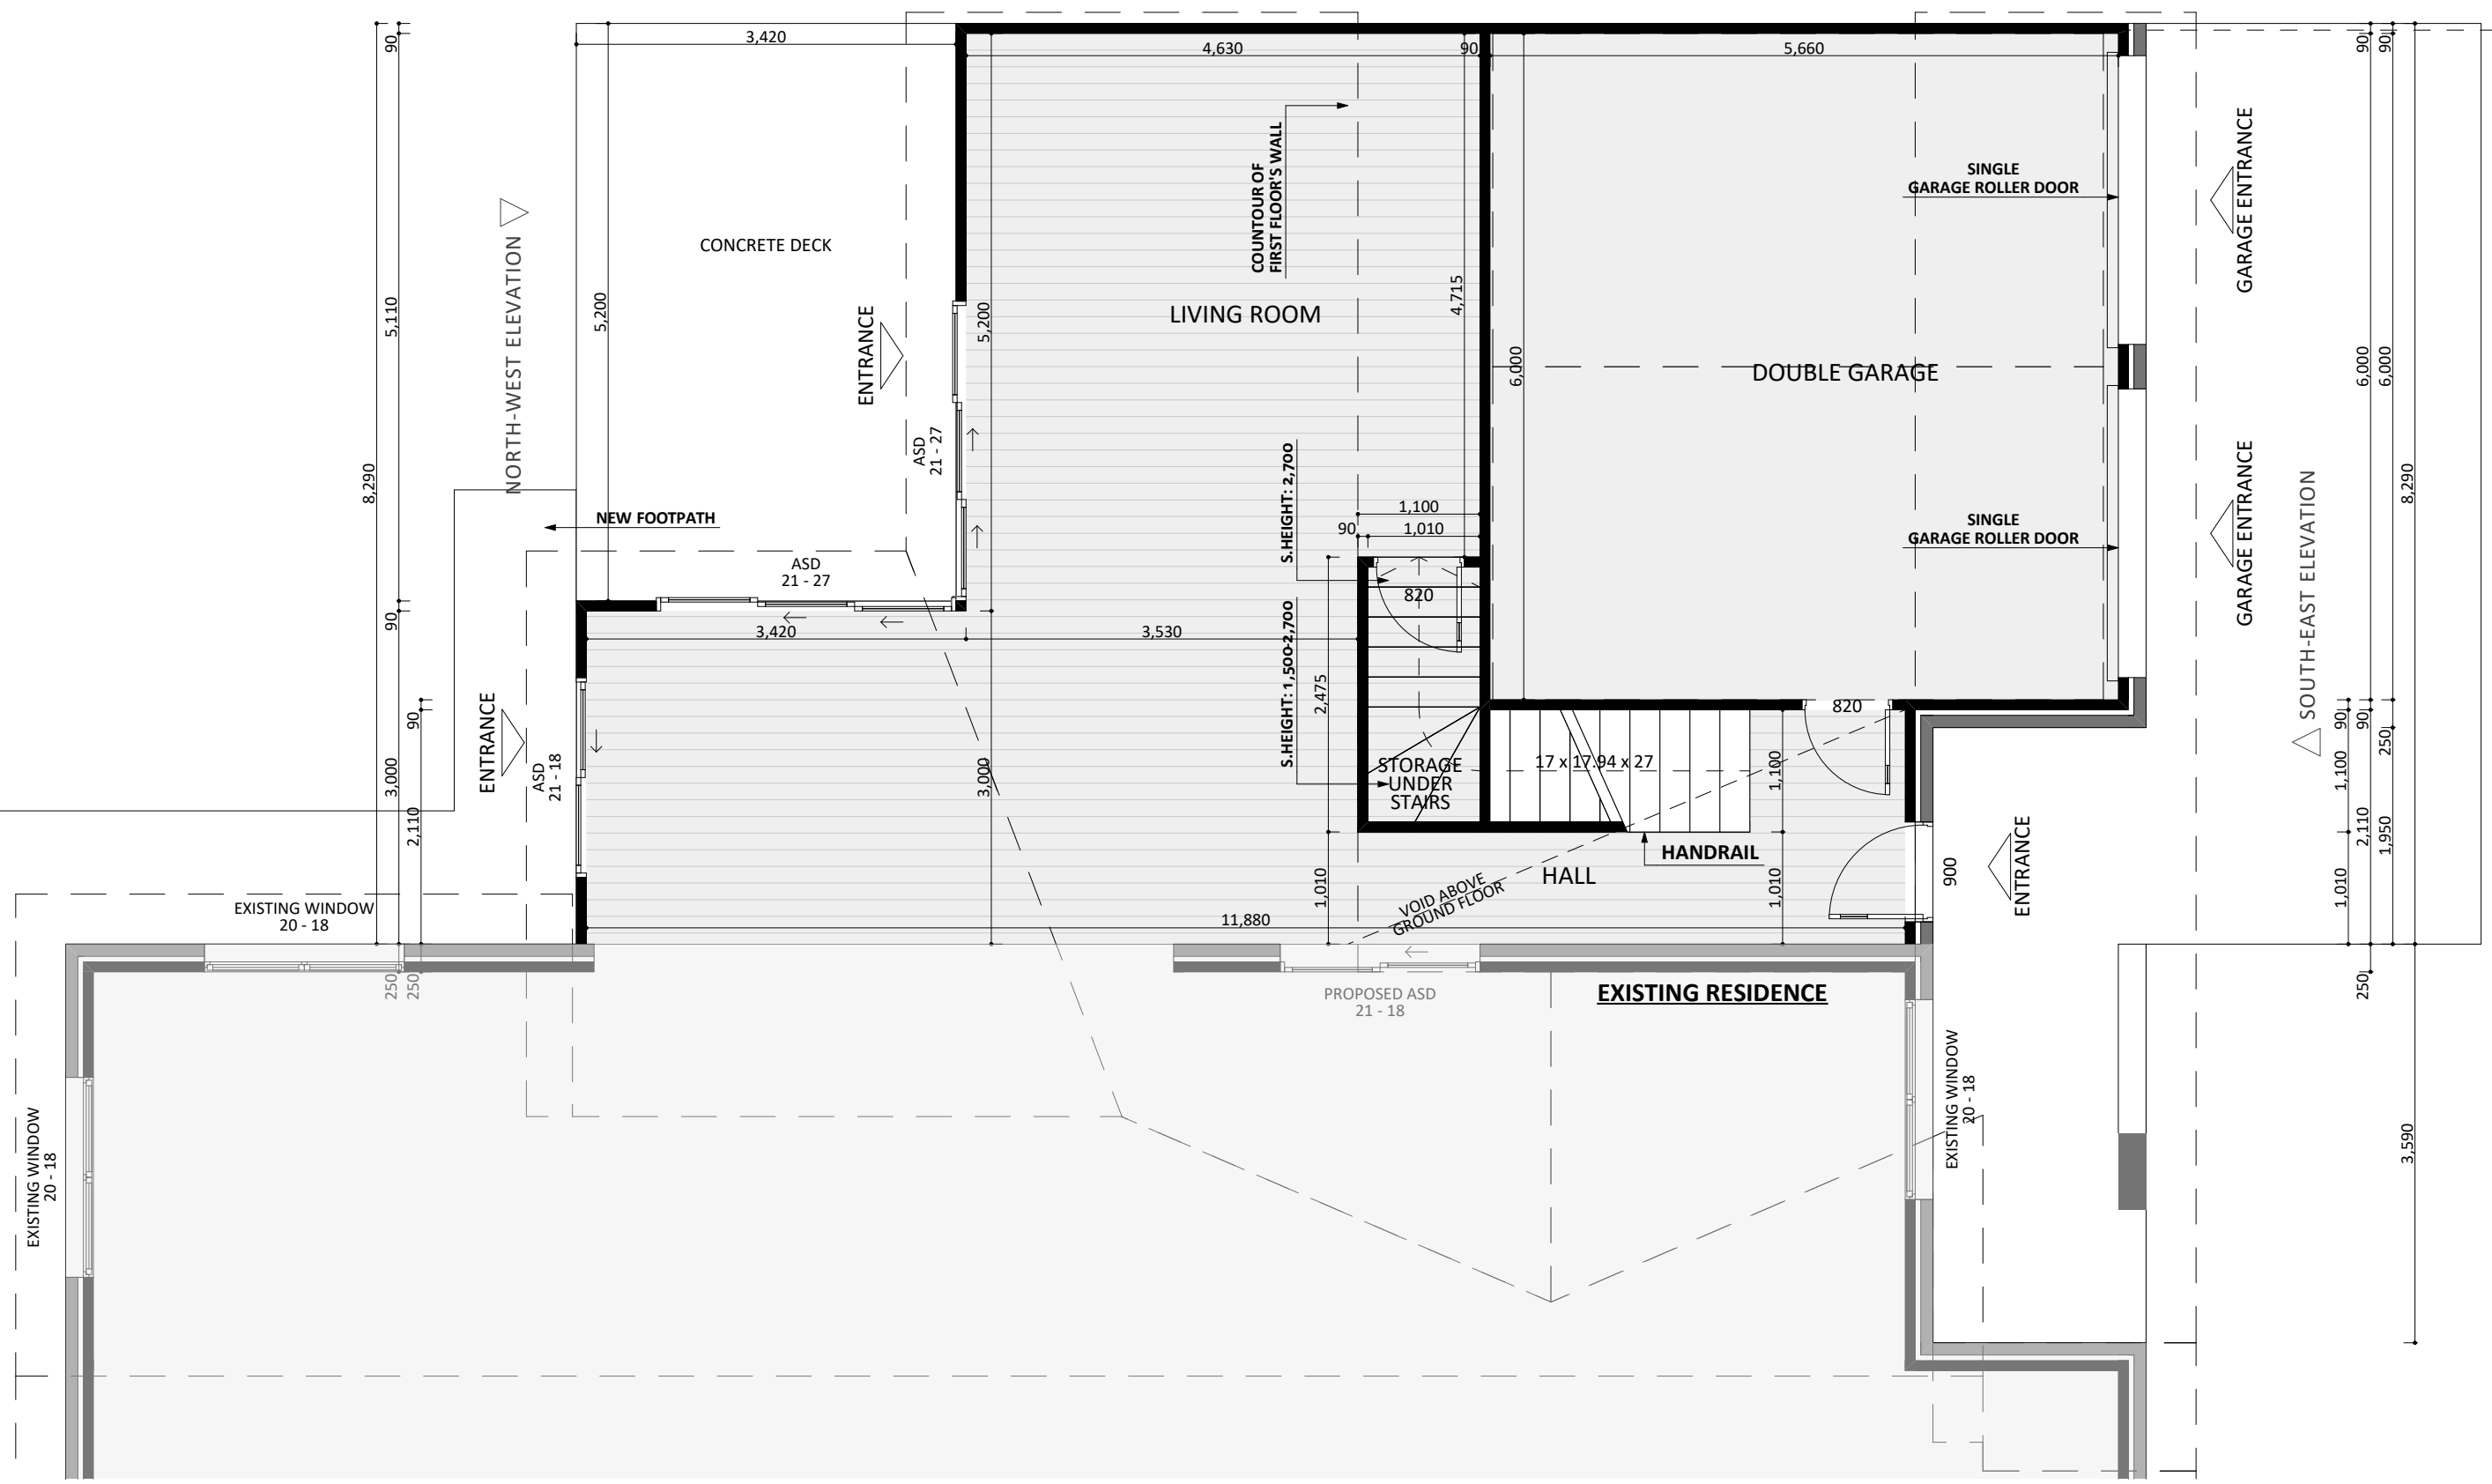 3,420
4,630
90
5,660
90
90
90
COUNTOUR OF
FIRST FLOOR'S WALL
SINGLE
GARAGE ROLLER DOOR
GARAGE ENTRANCE
NORTH-WEST ELEVATION
CONCRETE DECK
5,110
5,200
ENTRANCE
5,200
LIVING ROOM
4,715
6,000
DOUBLE GARAGE
6,000
6,000
8,290
ASD
21 - 27
8,290
NEW FOOTPATH
S.HEIGHT: 2,700
1,100
90
1,010
SINGLE
GARAGE ROLLER DOOR
GARAGE ENTRANCE
SOUTH-EAST ELEVATION
ASD
21 - 27
820
90
3,420
3,530
S.HEIGHT: 1,500-2,700
2,475
90
820
90
90
250
ENTRANCE
ASD
21 - 18
3,000
2,110
3,000
STORAGE
UNDER
STAIRS
17 x 17.94 x 27
1,100
1,100
2,110
1,950
HANDRAIL
HALL
900
ENTRANCE
1,010
VOID ABOVE
GROUND FLOOR
1,010
1,010
EXISTING WINDOW
20 - 18
11,880
250
250
PROPOSED ASD
21 - 18
EXISTING RESIDENCE
250
EXISTING WINDOW
20 - 18
EXISTING WINDOW
20 - 18
3,590